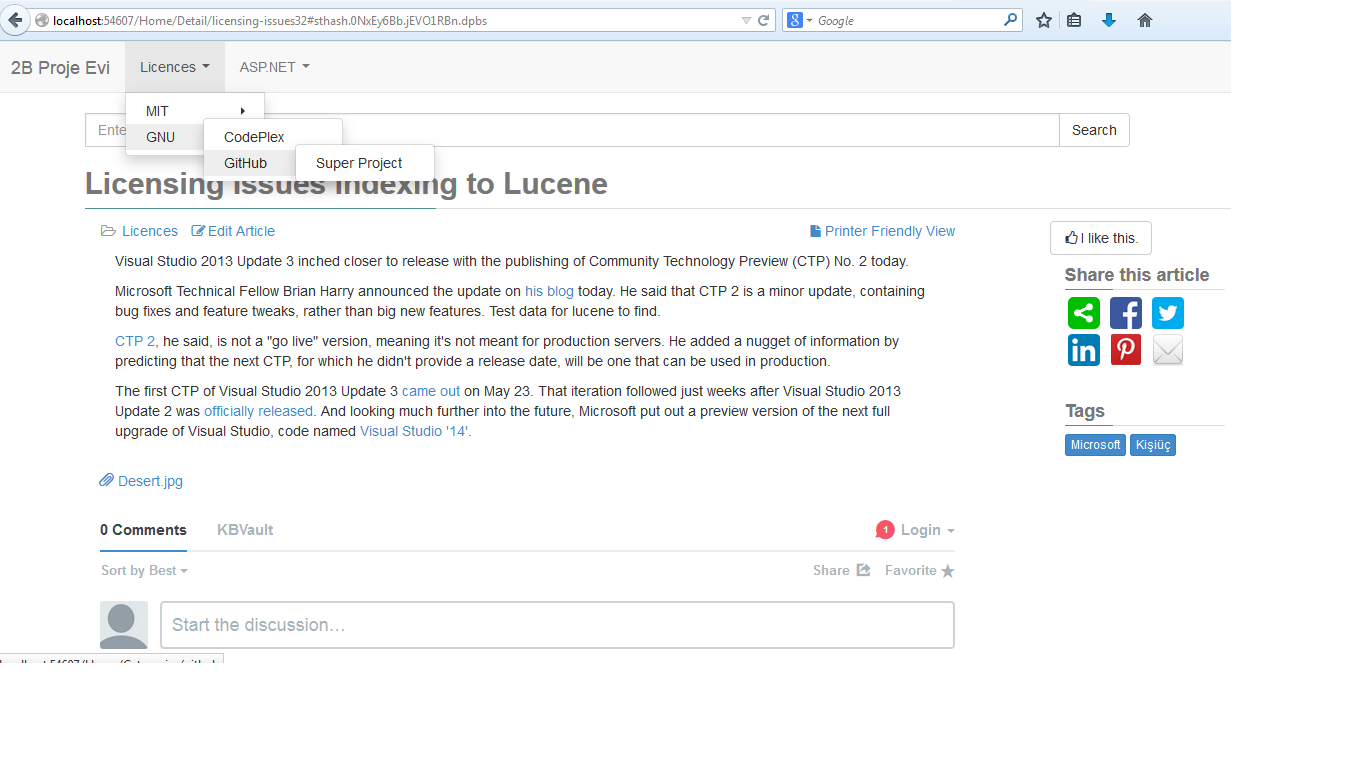 localhost:54607/Home/Detail/licensing-issues32#sthash.0NxEy6Bb.jEVO1RBn.dpbs
8 Google
2B Proje Evi Licences ASP.NET
MIT
GNU
CodePlex
GitHub
Super Project
Ente
Search
Licensing Issues Indexing to Lucene
Licences Edit Article Printer Friendly View
Visual Studio 2013 Update 3 inched closer to release with the publishing of Community Technology Preview (CTP) No. 2 today.
Microsoft Technical Fellow Brian Harry announced the update on his blog today. He said that CTP 2 is a minor update, containing
bug fixes and feature tweaks, rather than big new features. Test data for lucene to find.
CTP 2, he said, is not a "go live" version, meaning it's not meant for production servers. He added a nugget of information by
predicting that the next CTP, for which he didn't provide a release date, will be one that can be used in production.
The first CTP of Visual Studio 2013 Update 3 came out on May 23. That iteration followed just weeks after Visual Studio 2013
Update 2 was officially released. And looking much further into the future, Microsoft put out a preview version of the next full
upgrade of Visual Studio, code named Visual Studio '14'.
Desert.jpg
I like this.
Share this article
f
in
Tags
Microsoft Kişiüç
0 Comments KBVault 1 Login
Sort by Best Share Favorite
Start the discussion…